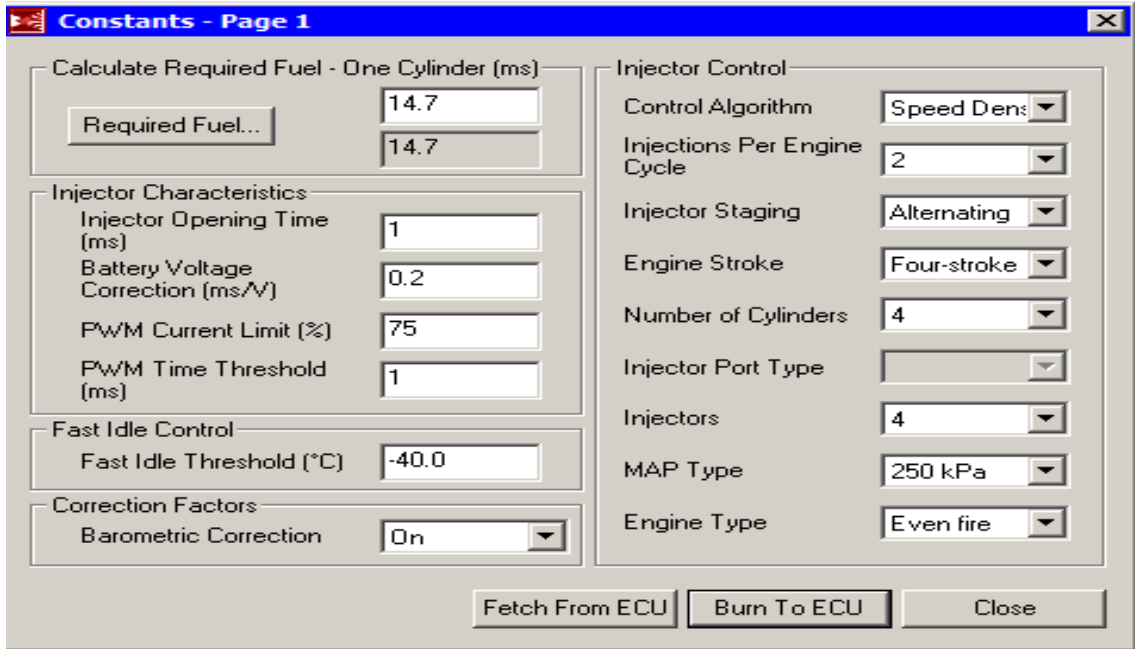 Constants - Page 1
Calculate Required Fuel - One Cylinder (ms)
Required Fuel...
14.7
14.7
Injector Characteristics
Injector Opening Time
(ms)
1
Battery Voltage
Correction (ms/V)
0.2
PWM Current Limit (%)
75
PWM Time Threshold
(ms)
1
Fast Idle Control
Fast Idle Threshold (°C)
-40.0
Correction Factors
Barometric Correction
On
Injector Control
Control Algorithm
Speed Dens
Injections Per Engine
Cycle
2
Injector Staging
Alternating
Engine Stroke
Four-stroke
Number of Cylinders
4
Injector Port Type
Injectors
4
MAP Type
250 kPa
Engine Type
Even fire
Fetch From ECU
Burn To ECU
Close